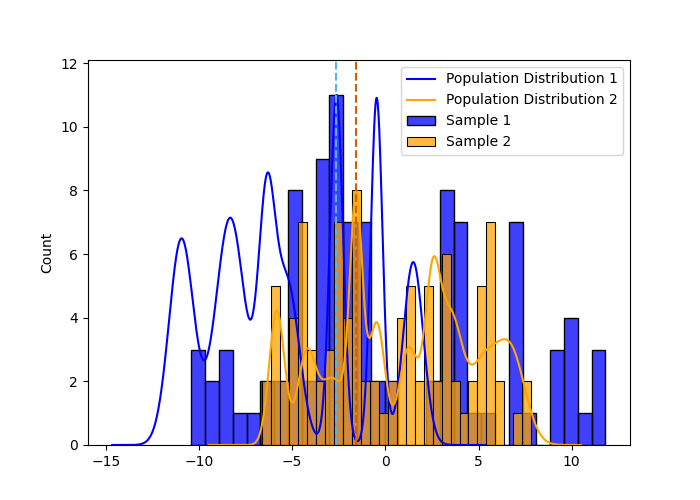 Population Distribution 1
Population Distribution 2
Sample 1
Sample 2
Count
12
10
8
6
4
2
0
−15
−10
−5
0
5
10